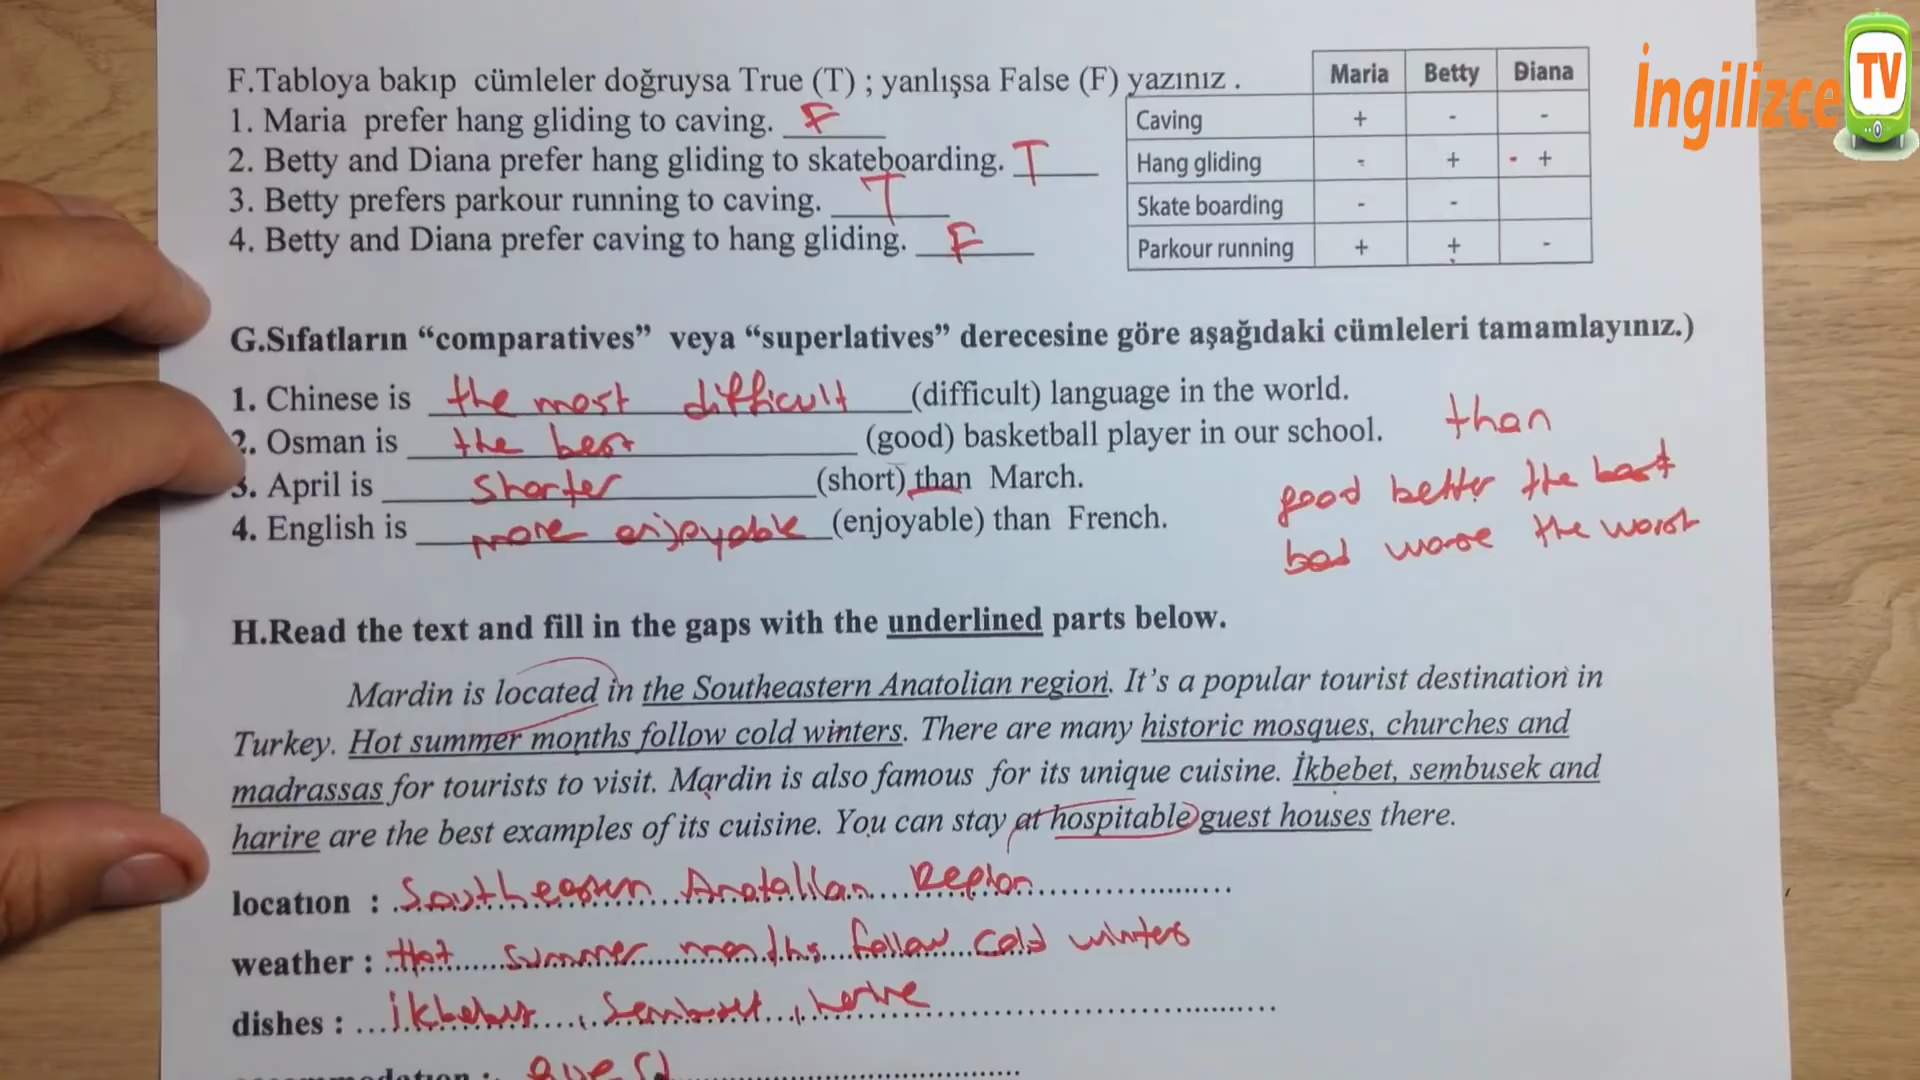 F.Tabloya bakıp cümleler doğruysa True (T) ; yanlışsa False (F) yazınız .
1. Maria prefer hang gliding to caving. F
2. Betty and Diana prefer hang gliding to skateboarding. T
3. Betty prefers parkour running to caving. T
4. Betty and Diana prefer caving to hang gliding. F
Maria Betty Diana
Caving + - -
Hang gliding - + - +
Skate boarding - -
Parkour running + + -
İngilizce TV
G.Sıfatların “comparatives” veya “superlatives” derecesine göre aşağıdaki cümleleri tamamlayınız.)
1. Chinese is the most difficult (difficult) language in the world.
2. Osman is the best (good) basketball player in our school.
3. April is shorter (short) than March.
4. English is more enjoyable (enjoyable) than French.
than
good better the best
bad worse the worst
H.Read the text and fill in the gaps with the underlined parts below.
Mardin is located in the Southeastern Anatolian region. It’s a popular tourist destination in
Turkey. Hot summer months follow cold winters. There are many historic mosques, churches and
madrassas for tourists to visit. Mardin is also famous for its unique cuisine. İkbebet, sembusek and
harire are the best examples of its cuisine. You can stay at hospitable guest houses there.
location : Southeastern Anatolian Region
weather : Hot summer months follow cold winters
dishes : İkbebet, Sembusek, harire